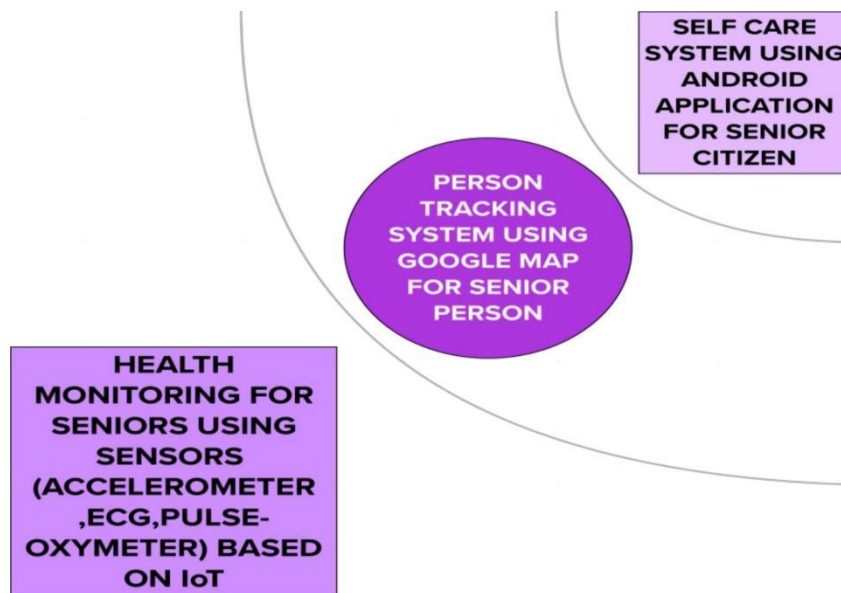 SELF CARE
SYSTEM USING
ANDROID
APPLICATION
FOR SENIOR
CITIZEN
PERSON
TRACKING
SYSTEM USING
GOOGLE MAP
FOR SENIOR
PERSON
HEALTH
MONITORING FOR
SENIORS USING
SENSORS
(ACCELEROMETER
,ECG,PULSE-
OXYMETER) BASED
ON IoT